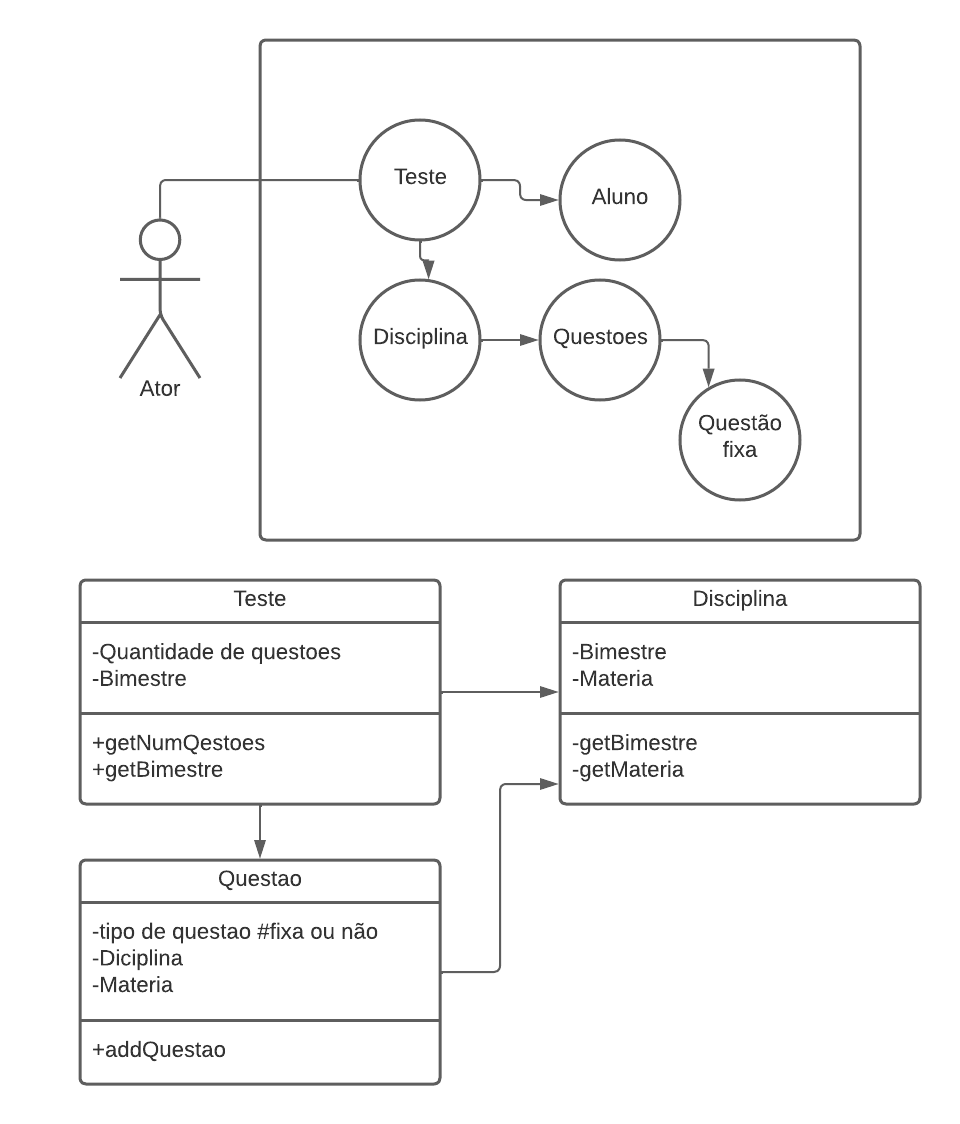 Teste
Aluno
Disciplina
Questoes
Ator
Questão
fixa
Teste
-Quantidade de questoes
-Bimestre
+getNumQestoes
+getBimestre
Disciplina
-Bimestre
-Materia
-getBimestre
-getMateria
Questao
-tipo de questao #fixa ou não
-Diciplina
-Materia
+addQuestao